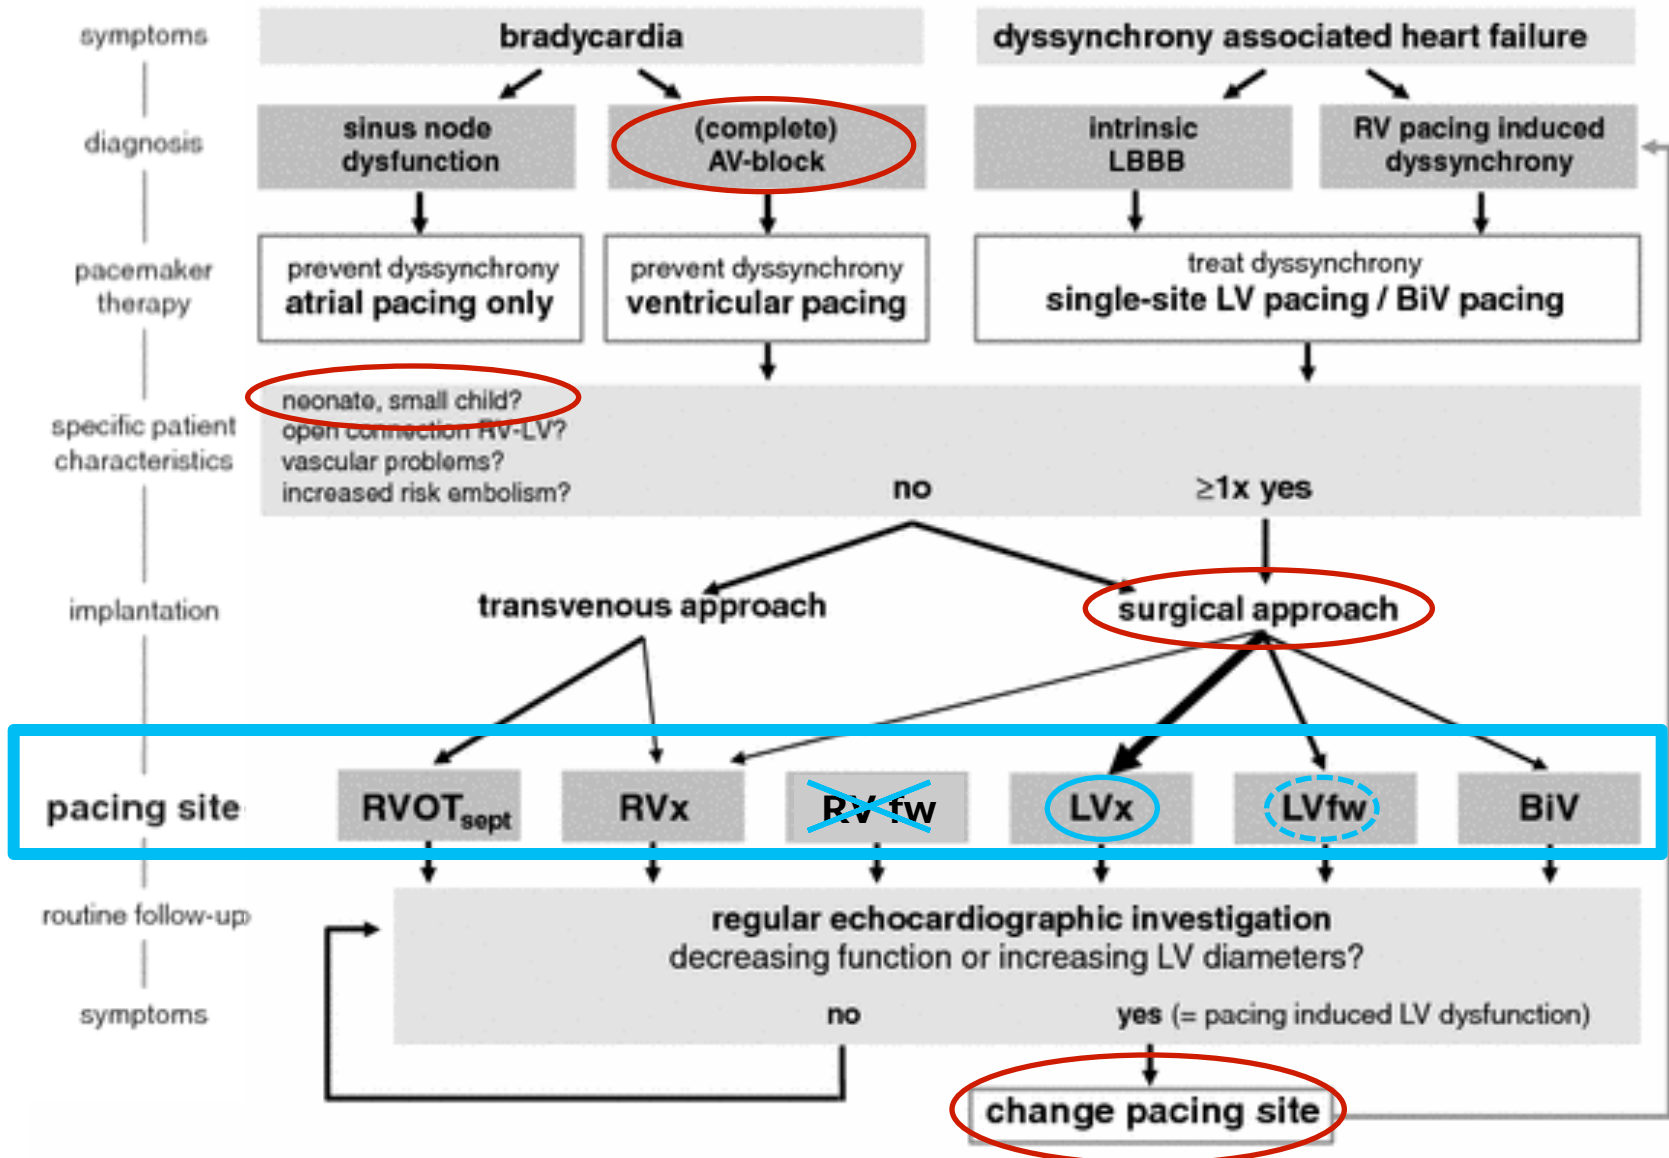 symptoms
bradycardia
dyssynchrony associated heart failure
diagnosis
sinus node
dysfunction
(complete)
AV-block
intrinsic
LBBB
RV pacing induced
dyssynchrony
pacemaker
therapy
prevent dyssynchrony
atrial pacing only
prevent dyssynchrony
ventricular pacing
treat dyssynchrony
single-site LV pacing / BiV pacing
specific patient
characteristics
neonate, small child?
open connection RV-LV?
vascular problems?
increased risk embolism?
no
≥1x yes
implantation
transvenous approach
surgical approach
pacing site
RVOTsept
RVx
RV fw
LVx
LVfw
BiV
routine follow-up
regular echocardiographic investigation
decreasing function or increasing LV diameters?
symptoms
no
yes (= pacing induced LV dysfunction)
change pacing site